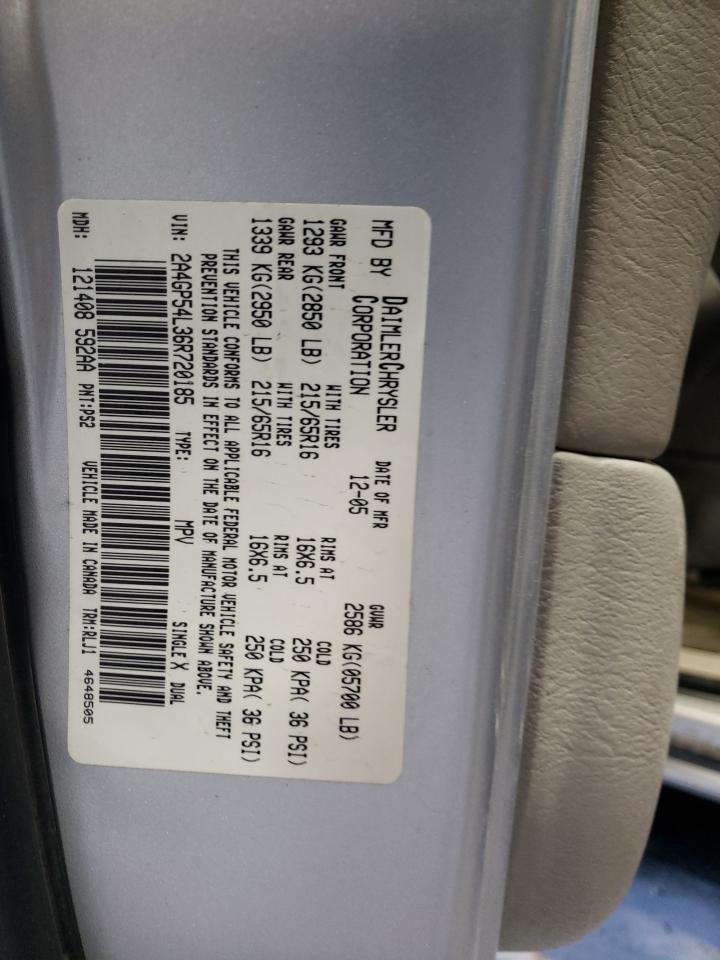 MFD BY DAIMLERCHRYSLER CORPORATION DATE OF MFR 12-05 GVWR 2586 KG(05700 LB)
GAWR FRONT WITH TIRES RIMS AT COLD
1293 KG(2850 LB) 215/65R16 16X6.5 250 KPA( 36 PSI)
GAWR REAR WITH TIRES RIMS AT COLD
1339 KG(2950 LB) 215/65R16 16X6.5 250 KPA( 36 PSI)
THIS VEHICLE CONFORMS TO ALL APPLICABLE FEDERAL MOTOR VEHICLE SAFETY AND THEFT
PREVENTION STANDARDS IN EFFECT ON THE DATE OF MANUFACTURE SHOWN ABOVE.
VIN: 2A4GP54L36R720185 TYPE: MPV SINGLE X DUAL
MDH: 121408 592AA PNT:PS2 VEHICLE MADE IN CANADA TRM:RLJ1 4648505